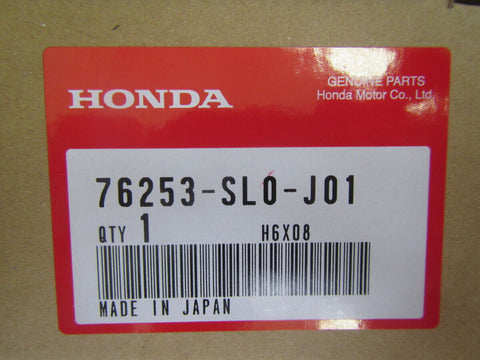 GENUINE PARTS
HONDA
Honda Motor Co., Ltd.
76253-SL0-J01
QTY 1 H6X08
MADE IN JAPAN